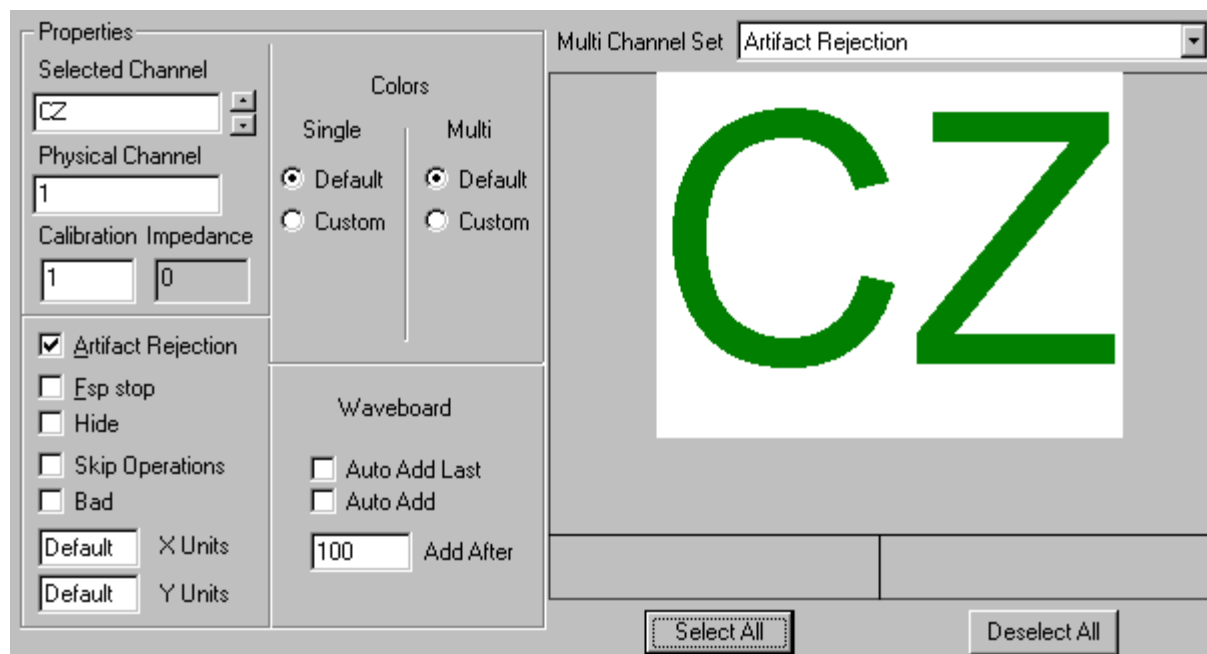 Properties
Selected Channel
CZ
Physical Channel
1
Calibration Impedance
1 0
Artifact Rejection
Fsp stop
Hide
Skip Operations
Bad
Default X Units
Default Y Units
Colors
Single Multi
Default Default
Custom Custom
Waveboard
Auto Add Last
Auto Add
100 Add After
Multi Channel Set Artifact Rejection
CZ
Select All Deselect All